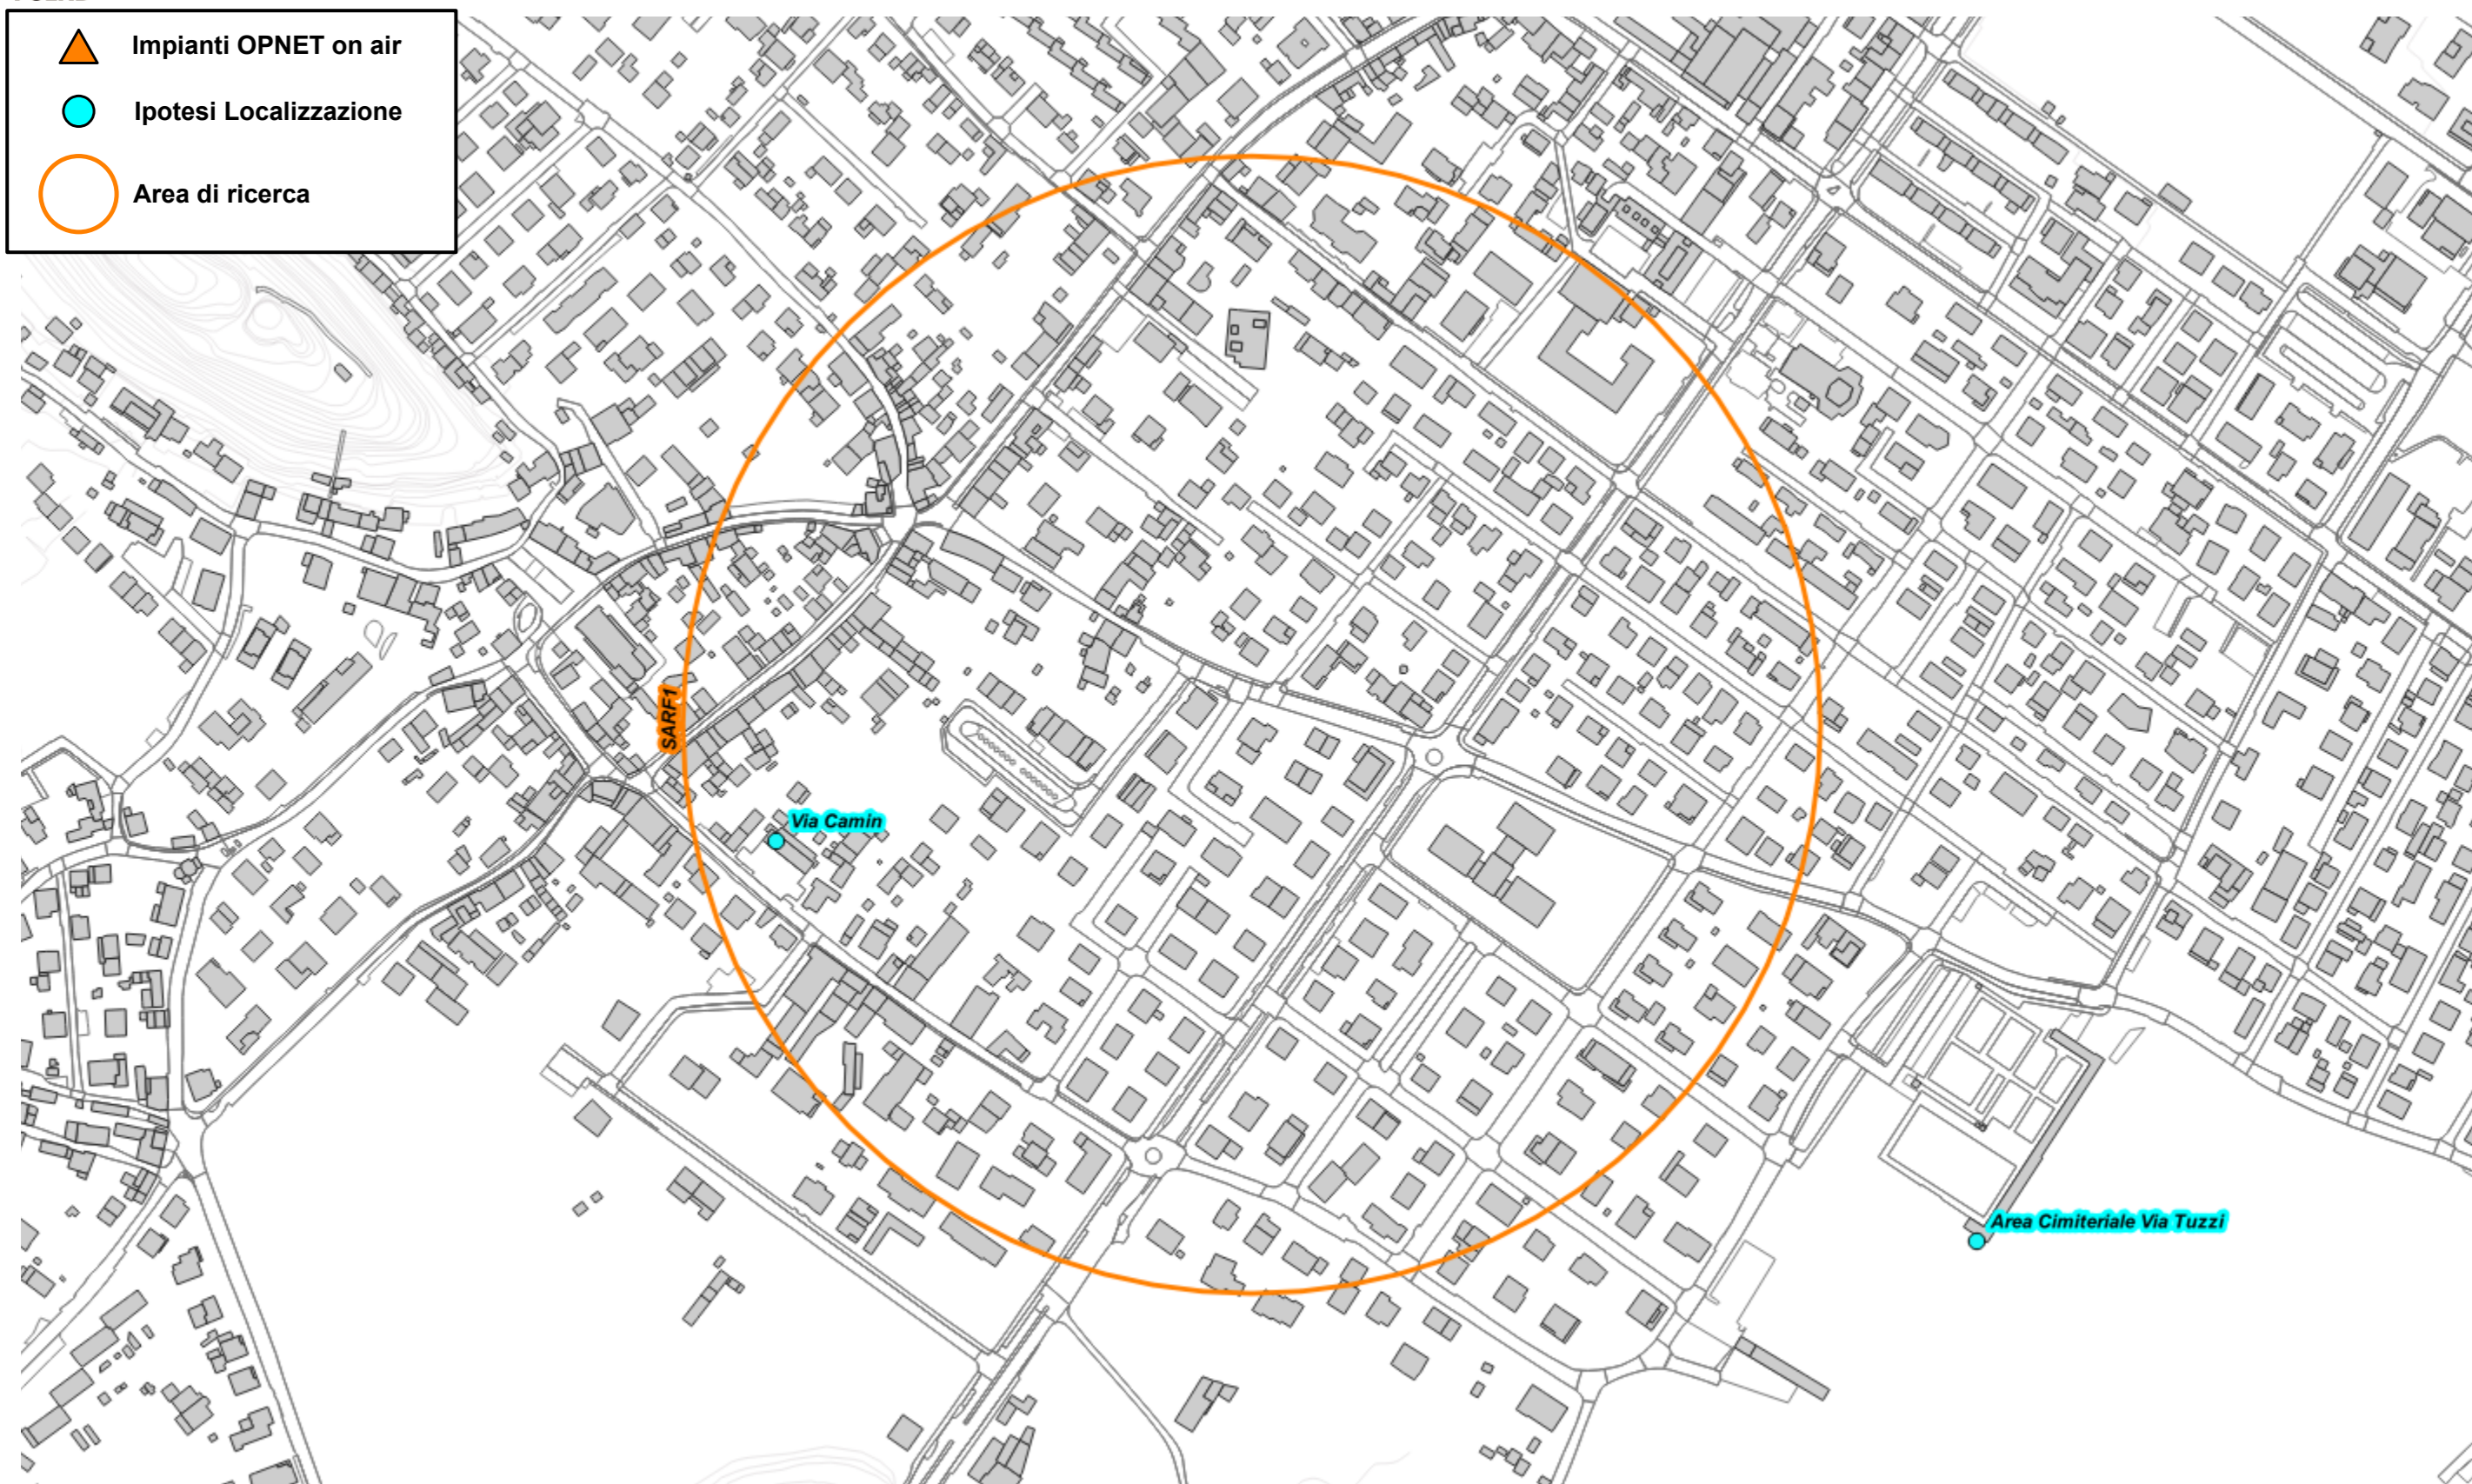 Impianti OPNET on air
Ipotesi Localizzazione
Area di ricerca
SARF1
Via Camin
Area Cimiteriale Via Tuzzi